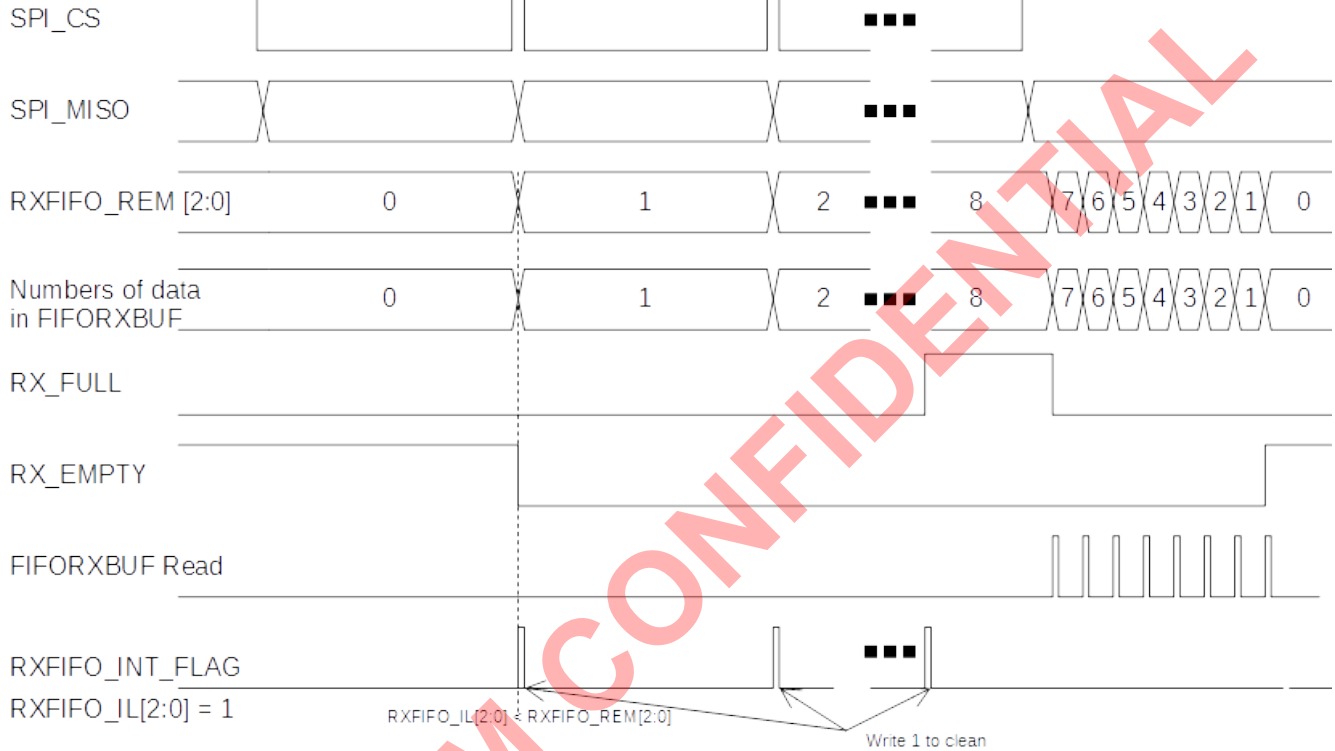 SPI_CS
SPI_MISO
RXFIFO_REM [2:0] 0 1 2 ■■■ 8 7 6 5 4 3 2 1 0
Numbers of data
in FIFORXBUF 0 1 2 ■■■ 8 7 6 5 4 3 2 1 0
RX_FULL
RX_EMPTY
FIFORXBUF Read
RXFIFO_INT_FLAG
RXFIFO_IL[2:0] = 1
RXFIFO_IL[2:0] < RXFIFO_REM[2:0]
Write 1 to clean
M CONFIDENTIAL